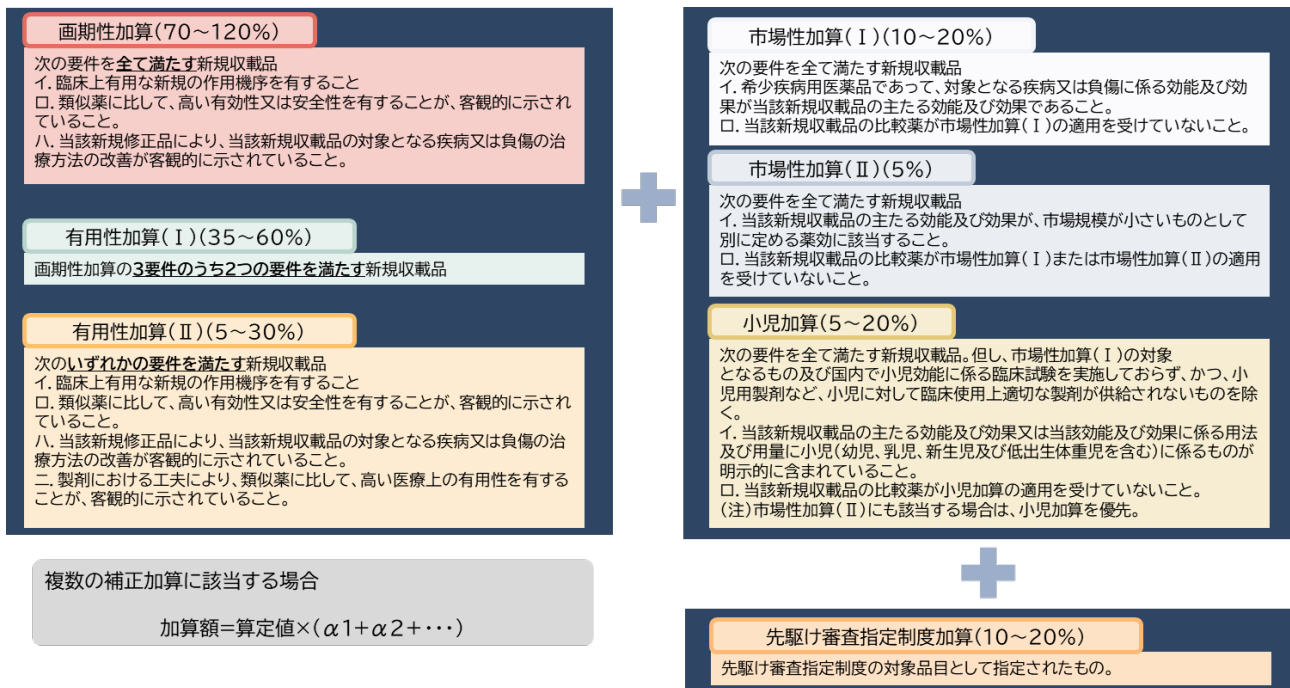 画期性加算(70～120%)
次の要件を全て満たす新規収載品
イ. 臨床上有用な新規の作用機序を有すること
ロ. 類似薬に比して、高い有効性又は安全性を有することが、客観的に示され
ていること。
ハ. 当該新規修正品により、当該新規収載品の対象となる疾病又は負傷の治
療方法の改善が客観的に示されていること。
有用性加算(Ⅰ)(35～60%)
画期性加算の3要件のうち2つの要件を満たす新規収載品
有用性加算(Ⅱ)(5～30%)
次のいずれかの要件を満たす新規収載品
イ. 臨床上有用な新規の作用機序を有すること
ロ. 類似薬に比して、高い有効性又は安全性を有することが、客観的に示され
ていること。
ハ. 当該新規修正品により、当該新規収載品の対象となる疾病又は負傷の治
療方法の改善が客観的に示されていること。
ニ. 製剤における工夫により、類似薬に比して、高い医療上の有用性を有する
ことが、客観的に示されていること。
複数の補正加算に該当する場合
加算額=算定値×(α1+α2+･･･)
市場性加算(Ⅰ)(10～20%)
次の要件を全て満たす新規収載品
イ. 希少疾病用医薬品であって、対象となる疾病又は負傷に係る効能及び効
果が当該新規収載品の主たる効能及び効果であること。
ロ. 当該新規収載品の比較薬が市場性加算(Ⅰ)の適用を受けていないこと。
市場性加算(Ⅱ)(5%)
次の要件を全て満たす新規収載品
イ. 当該新規収載品の主たる効能及び効果が、市場規模が小さいものとして
別に定める薬効に該当すること。
ロ. 当該新規収載品の比較薬が市場性加算(Ⅰ)または市場性加算(Ⅱ)の適用
を受けていないこと。
小児加算(5～20%)
次の要件を全て満たす新規収載品。但し、市場性加算(Ⅰ)の対象
となるもの及び国内で小児効能に係る臨床試験を実施しておらず、かつ、小
児用製剤など、小児に対して臨床使用上適切な製剤が供給されないものを除
く。
イ. 当該新規収載品の主たる効能及び効果又は当該効能及び効果に係る用法
及び用量に小児(幼児、乳児、新生児及び低出生体重児を含む)に係るものが
明示的に含まれていること。
ロ. 当該新規収載品の比較薬が小児加算の適用を受けていないこと。
(注)市場性加算(Ⅱ)にも該当する場合は、小児加算を優先。
先駆け審査指定制度加算(10～20%)
先駆け審査指定制度の対象品目として指定されたもの。